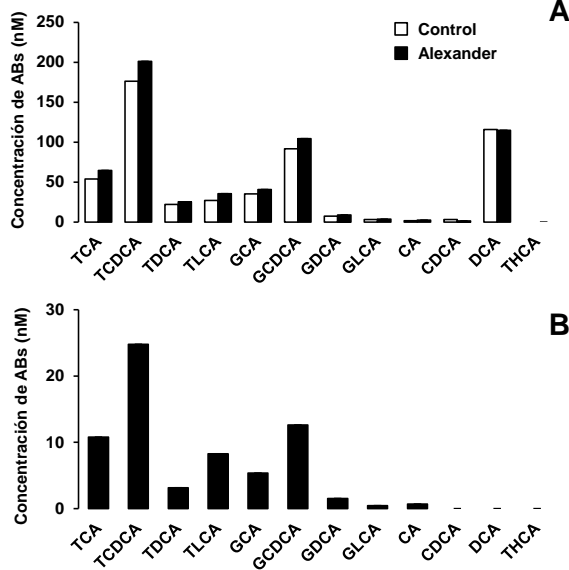 A
Control
Alexander
Concentración de ABs (nM)
250
200
150
100
50
0
TCA
TCDCA
TDCA
TLCA
GCA
GCDCA
GDCA
GLCA
CA
CDCA
DCA
THCA
B
Concentración de ABs (nM)
30
20
10
0
TCA
TCDCA
TDCA
TLCA
GCA
GCDCA
GDCA
GLCA
CA
CDCA
DCA
THCA